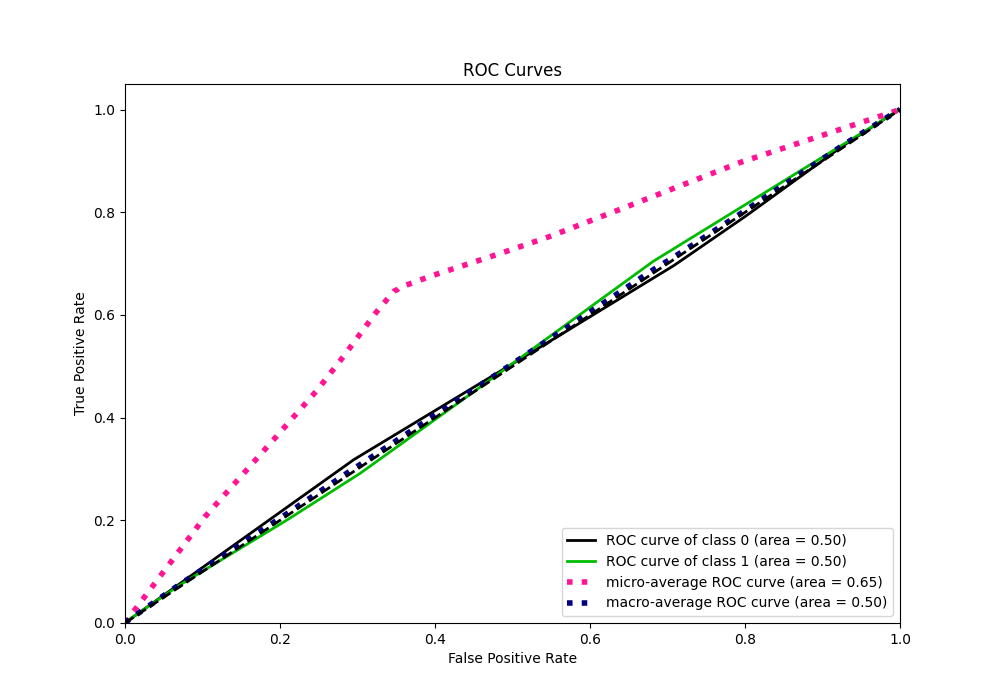 ROC Curves
True Positive Rate
1.0
0.8
0.6
0.4
0.2
0.0
0.0 0.2 0.4 0.6 0.8 1.0
False Positive Rate
ROC curve of class 0 (area = 0.50)
ROC curve of class 1 (area = 0.50)
micro-average ROC curve (area = 0.65)
macro-average ROC curve (area = 0.50)